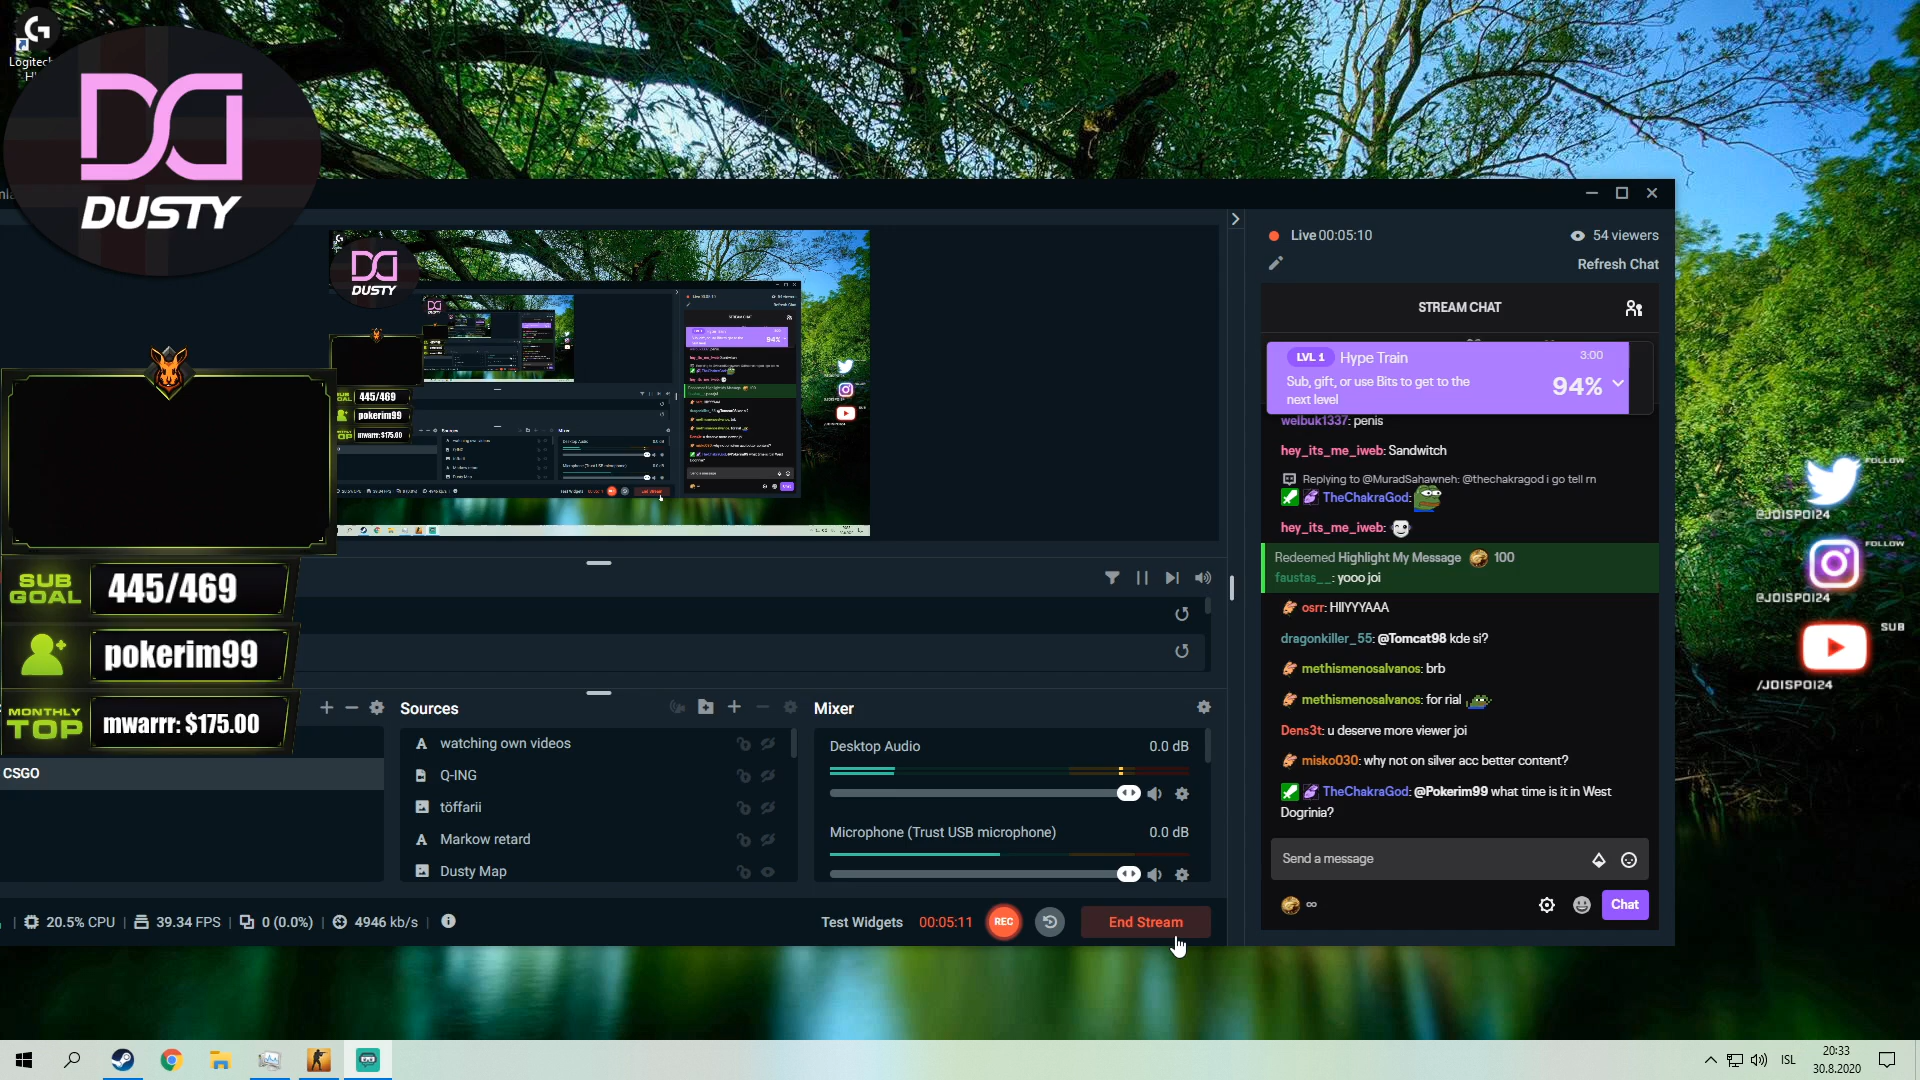 Logitech
DUSTY
Live 00:05:10
54 viewers
Refresh Chat
STREAM CHAT
LVL 1 Hype Train 3:00
Sub, gift, or use Bits to get to the
next level
94%
welbuk1337: penis
hey_its_me_iweb: Sandwitch
Replying to @MuradSahawneh: @thechakragod i go tell rn
TheChakraGod:
hey_its_me_iweb:
Redeemed Highlight My Message 100
faustas__: yooo joi
osrr: HIIYYYAAA
dragonkiller_55: @Tomcat98 kde si?
methismenosalvanos: brb
methismenosalvanos: for rial
Dens3t: u deserve more viewer joi
misko030: why not on silver acc better content?
TheChakraGod: @Pokerim99 what time is it in West
Dogrinia?
Send a message
Chat
DUSTY
445/469
pokerim99
mwarrr: $175.00
SUB
GOAL
445/469
pokerim99
MONTHLY
TOP
mwarrr: $175.00
CSGO
Sources
watching own videos
Q-ING
töffarii
Markow retard
Dusty Map
Mixer
Desktop Audio 0.0 dB
Microphone (Trust USB microphone) 0.0 dB
20.5% CPU
39.34 FPS
0 (0.0%)
4946 kb/s
Test Widgets
00:05:11
REC
End Stream
FOLLOW
@JOISPOI24
FOLLOW
@JOISPOI24
SUB
/JOISPOI24
ISL
20:33
30.8.2020